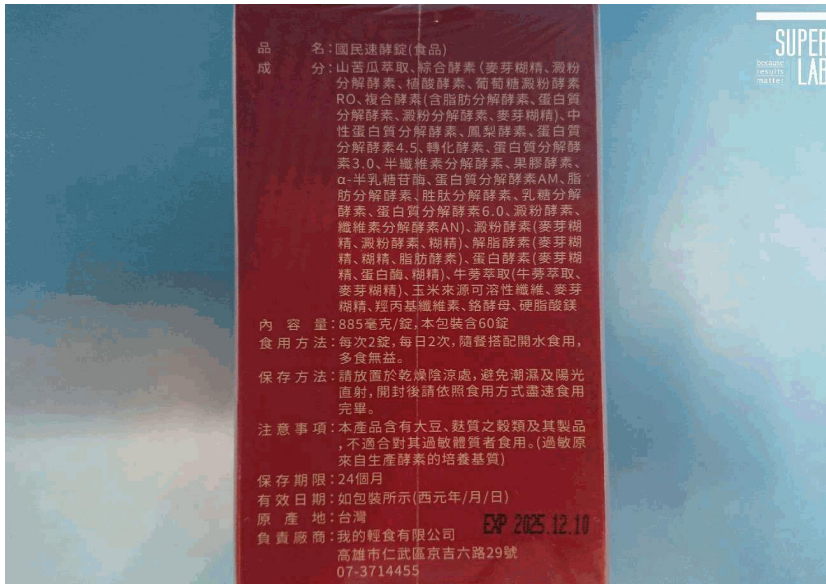 SUPER
LAB
because
results
matter
品名:國民速酵錠(食品)
成分:山苦瓜萃取、綜合酵素(麥芽糊精、澱粉
分解酵素、植酸酵素、葡萄糖澱粉酵素
RO、複合酵素(含脂肪分解酵素、蛋白質
分解酵素、澱粉分解酵素、麥芽糊精)、中
性蛋白質分解酵素、鳳梨酵素、蛋白質
分解酵素4.5、轉化酵素、蛋白質分解酵
素3.0、半纖維素分解酵素、果膠酵素、
α-半乳糖苷酶、蛋白質分解酵素AM、脂
肪分解酵素、胜肽分解酵素、乳糖分解
酵素、蛋白質分解酵素6.0、澱粉酵素、
纖維素分解酵素AN)、澱粉酵素(麥芽糊
精、澱粉酵素、糊精)、解脂酵素(麥芽糊
精、糊精、脂肪酵素)、蛋白酵素(麥芽糊
精、蛋白酶、糊精)、牛蒡萃取(牛蒡萃取、
麥芽糊精)、玉米來源可溶性纖維、麥芽
糊精、羥丙基纖維素、鉻酵母、硬脂酸鎂
內容量:885毫克/錠,本包裝含60錠
食用方法:每次2錠,每日2次,隨餐搭配開水食用,
多食無益。
保存方法:請放置於乾燥陰涼處,避免潮濕及陽光
直射,開封後請依照食用方式盡速食用
完畢。
注意事項:本產品含有大豆、麩質之穀類及其製品
,不適合對其過敏體質者食用。(過敏原
來自生產酵素的培養基質)
保存期限:24個月
有效日期:如包裝所示(西元年/月/日)
原產地:台灣
EXP 2025.12.10
負責廠商:我的輕食有限公司
高雄市仁武區京吉六路29號
07-3714455